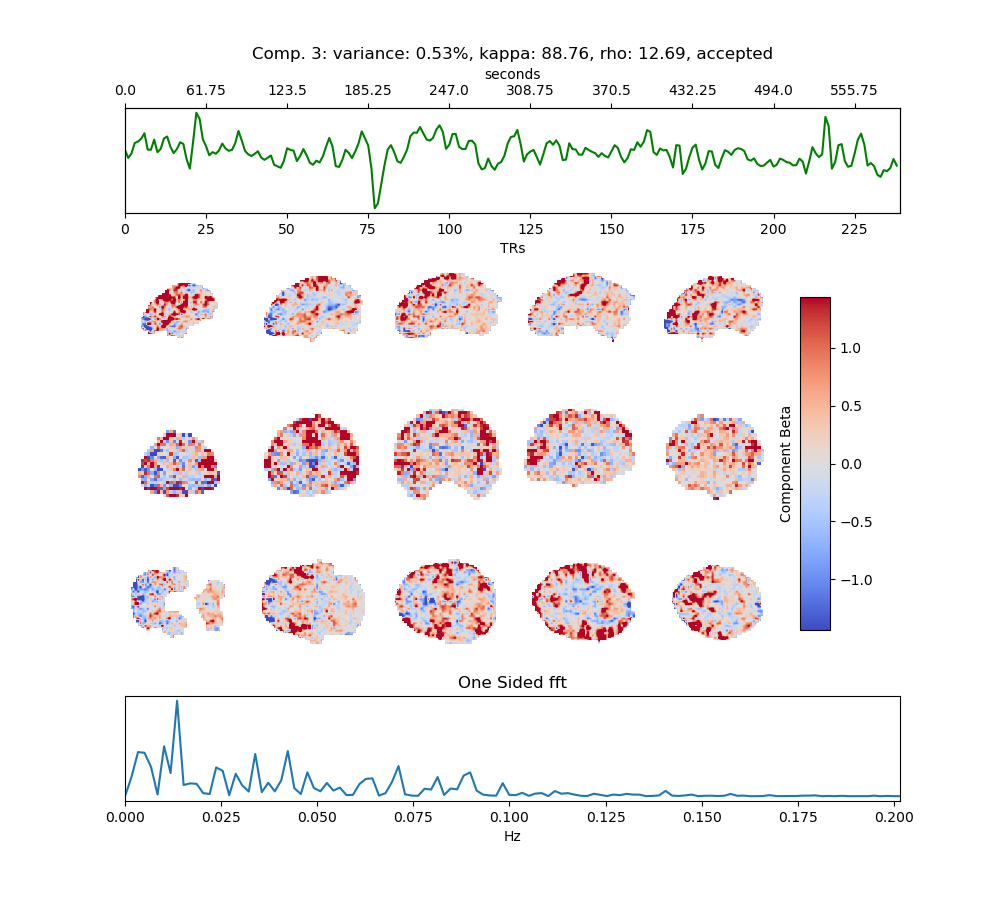 Comp. 3: variance: 0.53%, kappa: 88.76, rho: 12.69, accepted
seconds
0.0 61.75 123.5 185.25 247.0 308.75 370.5 432.25 494.0 555.75
0 25 50 75 100 125 150 175 200 225
TRs
Component Beta
1.0
0.5
0.0
−0.5
−1.0
One Sided fft
0.000 0.025 0.050 0.075 0.100 0.125 0.150 0.175 0.200
Hz